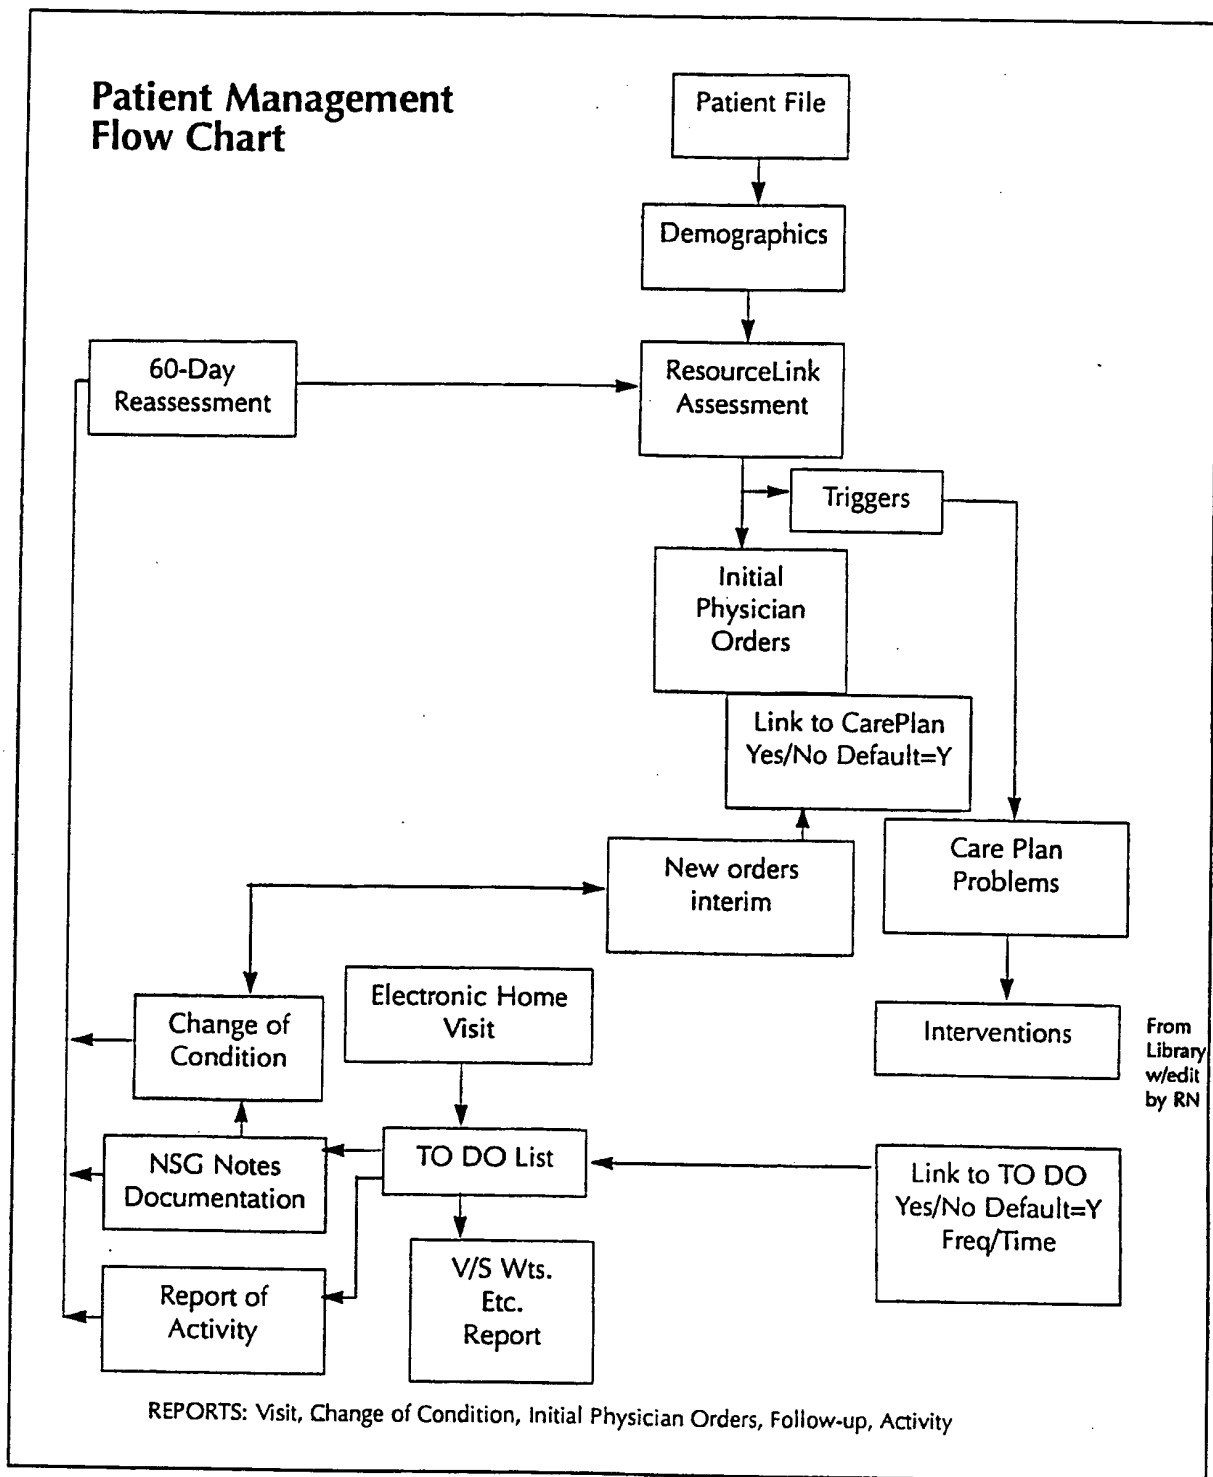 Patient Management
Flow Chart
Patient File
Demographics
60-Day
Reassessment
ResourceLink
Assessment
Triggers
Initial
Physician
Orders
Link to CarePlan
Yes/No Default=Y
New orders
interim
Care Plan
Problems
Change of
Condition
Electronic Home
Visit
Interventions
From
Library
w/edit
by RN
NSG Notes
Documentation
TO DO List
Link to TO DO
Yes/No Default=Y
Freq/Time
Report of
Activity
V/S Wts.
Etc.
Report
REPORTS: Visit, Change of Condition, Initial Physician Orders, Follow-up, Activity